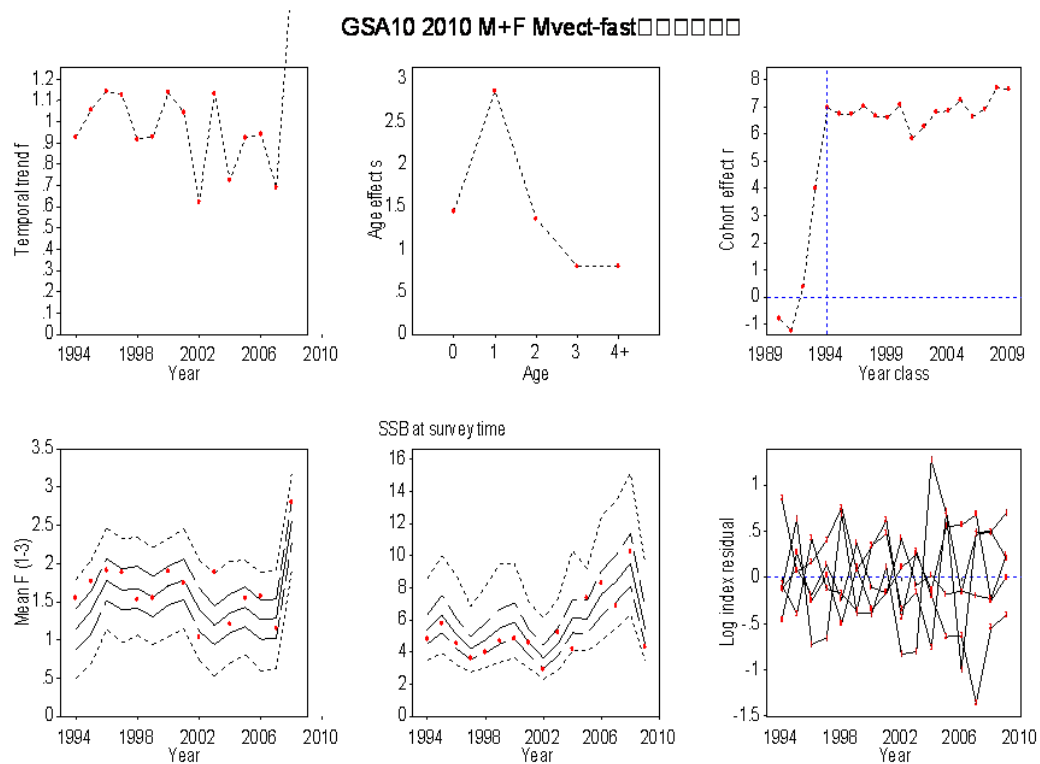 GSA10 2010 M+F Mvect-fast□□□□□□
1.2
1.1
1
.9
.8
.7
.6
.5
.4
.3
.2
.1
0
Temporal trend f
1994 1998 2002 2006 2010
Year
3
2.5
2
1.5
1
.5
0
Age effect s
0 1 2 3 4+
Age
8
7
6
5
4
3
2
1
0
-1
Cohort effect r
1989 1994 1999 2004 2009
Year class
3.5
3
2.5
2
1.5
1
.5
0
Mean F (1-3)
1994 1998 2002 2006 2010
Year
SSB at survey time
16
14
12
10
8
6
4
2
0
1994 1998 2002 2006 2010
Year
1
.5
0
-.5
-1
-1.5
Log index residual
1994 1998 2002 2006 2010
Year